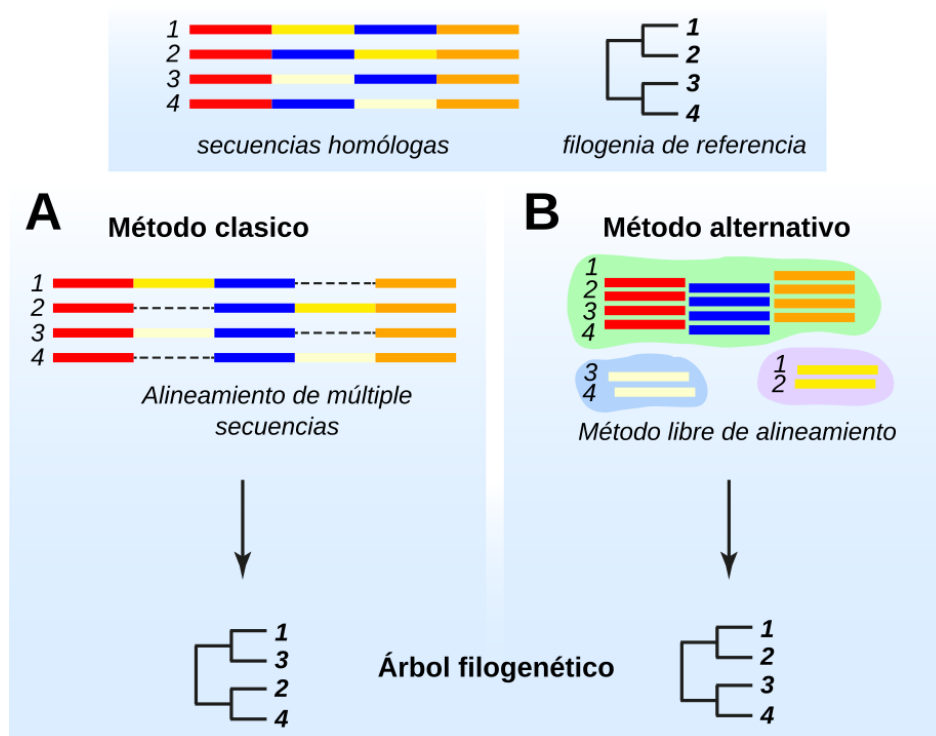 1
2
3
4
secuencias homólogas
1
2
3
4
filogenia de referencia
A
Método clasico
1
2
3
4
Alineamiento de múltiple
secuencias
1
3
2
4
B
Método alternativo
1
2
3
4
3
4
1
2
Método libre de alineamiento
1
2
3
4
Árbol filogenético